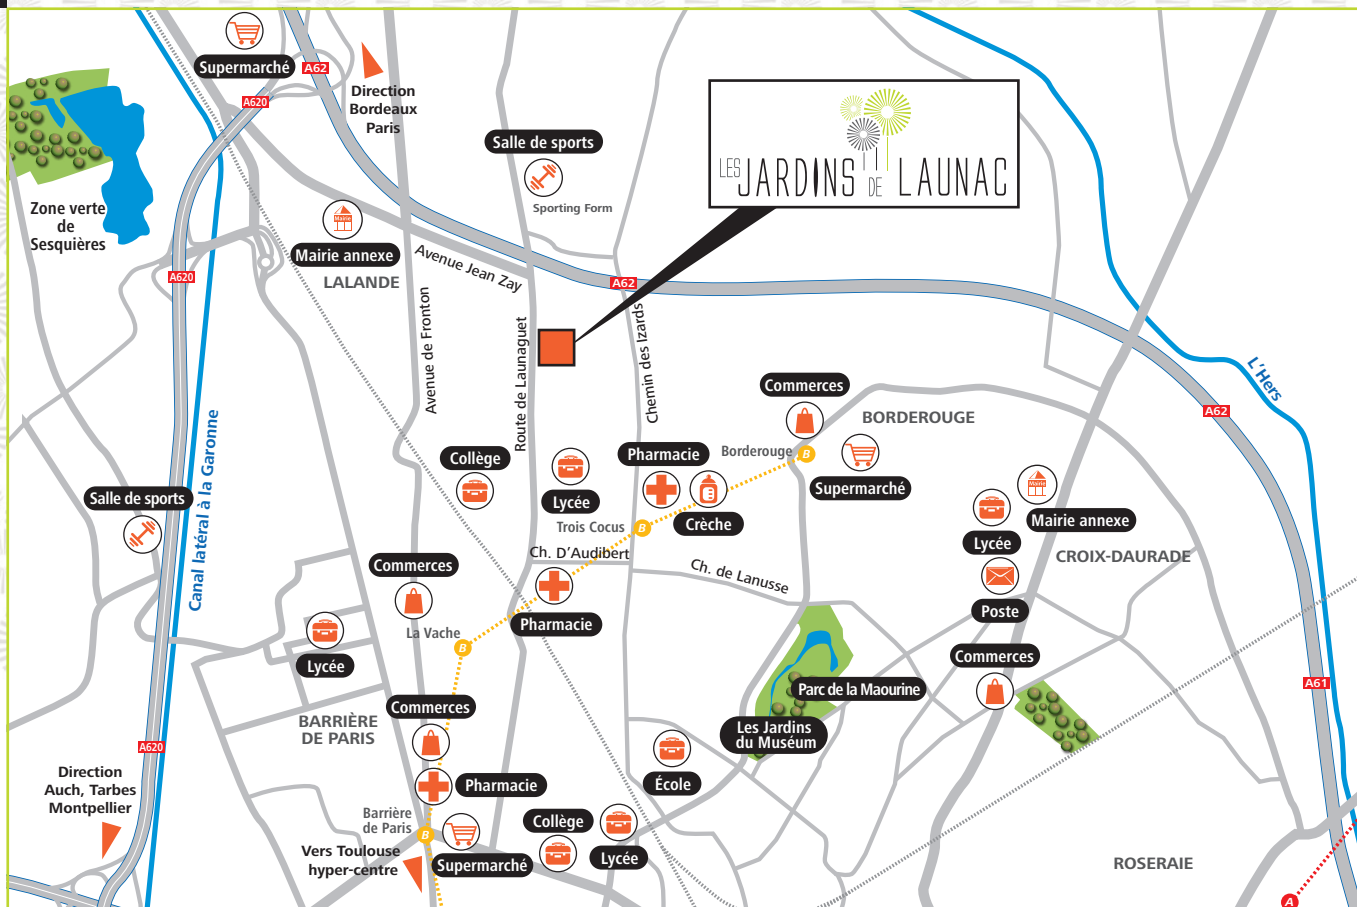 Supermarché
A62
A620
Direction
Bordeaux
Paris
Salle de sports
Sporting Form
LES JARDINS DE LAUNAC
Zone verte
de
Sesquières
Mairie
Mairie annexe
LALANDE
Avenue Jean Zay
A620
A62
Avenue de Fronton
Route de Launaguet
Chemin des Izards
L'Hers
A62
Commerces
BORDEROUGE
Canal latéral à la Garonne
Collège
Lycée
Pharmacie
Crèche
Borderouge
B
Supermarché
Salle de sports
Trois Cocus
B
Mairie
Mairie annexe
Lycée
CROIX-DAURADE
Poste
Ch. D'Audibert
Ch. de Lanusse
Commerces
Pharmacie
La Vache
B
Lycée
Commerces
Parc de la Maourine
Les Jardins
du Muséum
A61
Commerces
BARRIÈRE
DE PARIS
A620
Direction
Auch, Tarbes
Montpellier
Pharmacie
École
Barrière
de Paris
B
Supermarché
Collège
Lycée
Vers Toulouse
hyper-centre
ROSERAIE
A